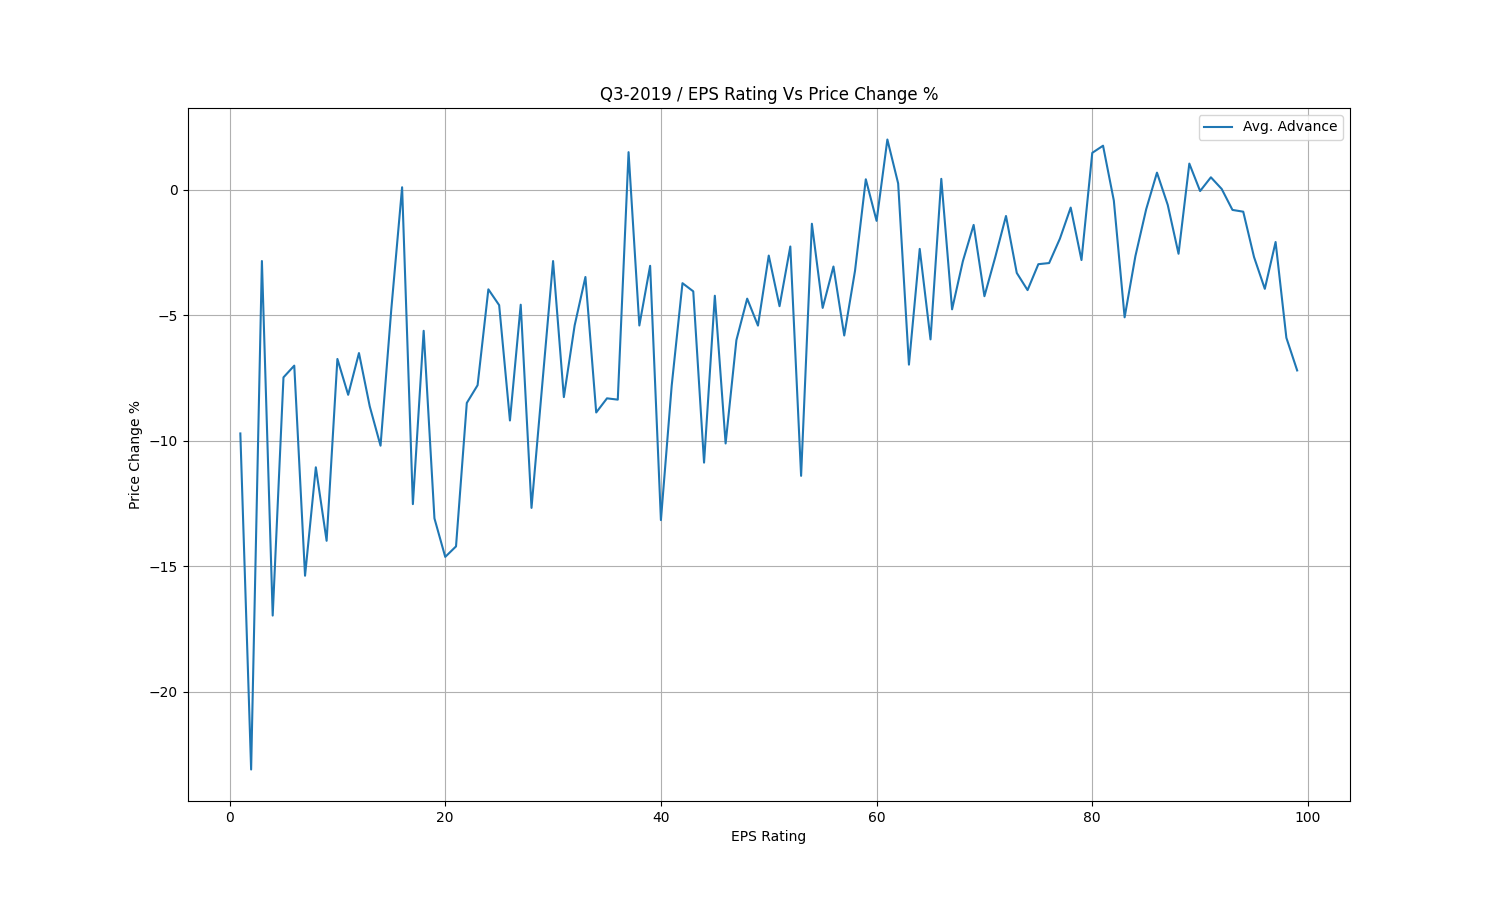 Q3-2019 / EPS Rating Vs Price Change %
Avg. Advance
0
−5
−10
−15
−20
Price Change %
0 20 40 60 80 100
EPS Rating